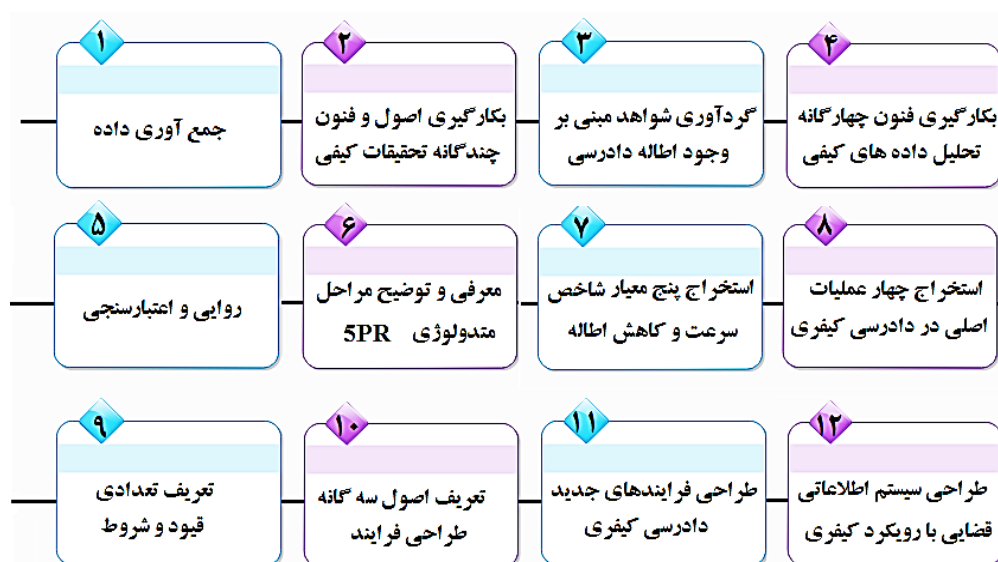 ۱
جمع آوری داده
۲
بکارگیری اصول و فنون
چندگانه تحقیقات کیفی
۳
گردآوری شواهد مبنی بر
وجود اطاله دادرسی
۴
بکارگیری فنون چهارگانه
تحلیل داده های کیفی
۵
روایی و اعتبارسنجی
۶
معرفی و توضیح مراحل
متدولوژی 5PR
۷
استخراج پنج معیار شاخص
سرعت و کاهش اطاله
۸
استخراج چهار عملیات
اصلی در دادرسی کیفری
۹
تعریف تعدادی
قیود و شروط
۱۰
تعریف اصول سه گانه
طراحی فرایند
۱۱
طراحی فرایندهای جدید
دادرسی کیفری
۱۲
طراحی سیستم اطلاعاتی
قضایی با رویکرد کیفری